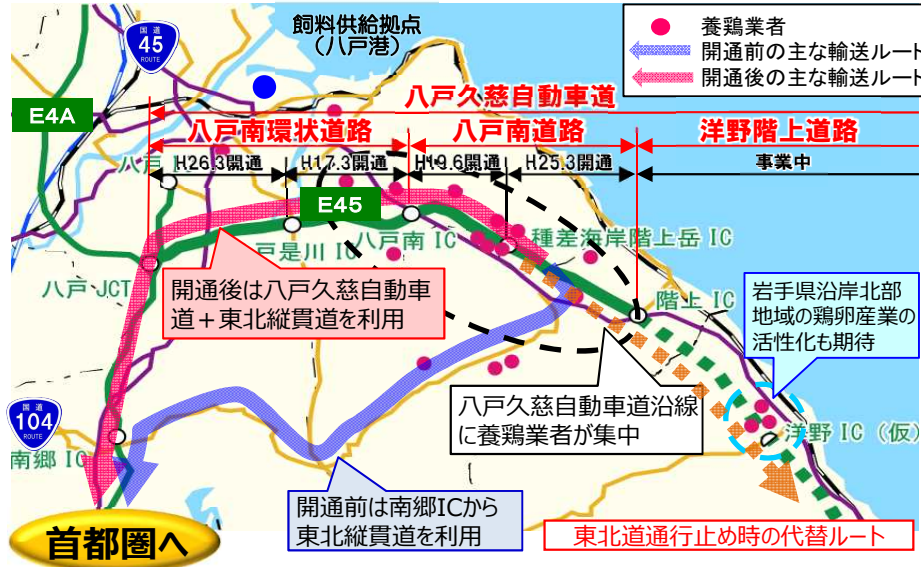 国道
45
ROUTE
飼料供給拠点
（八戸港）
養鶏業者
開通前の主な輸送ルート
開通後の主な輸送ルート
E4A
八戸久慈自動車道
八戸南環状道路
八戸南道路
洋野階上道路
八戸
H26.3開通
H17.3開通
H19.6開通
H25.3開通
事業中
E45
八戸 JCT
是川 IC
八戸南 IC
種差海岸階上岳 IC
階上 IC
開通後は八戸久慈自動車
道＋東北縦貫道を利用
岩手県沿岸北部
地域の鶏卵産業の
活性化も期待
八戸久慈自動車道沿線
に養鶏業者が集中
国道
104
ROUTE
南郷 IC
洋野 IC（仮）
開通前は南郷ICから
東北縦貫道を利用
首都圏へ
東北道通行止め時の代替ルート